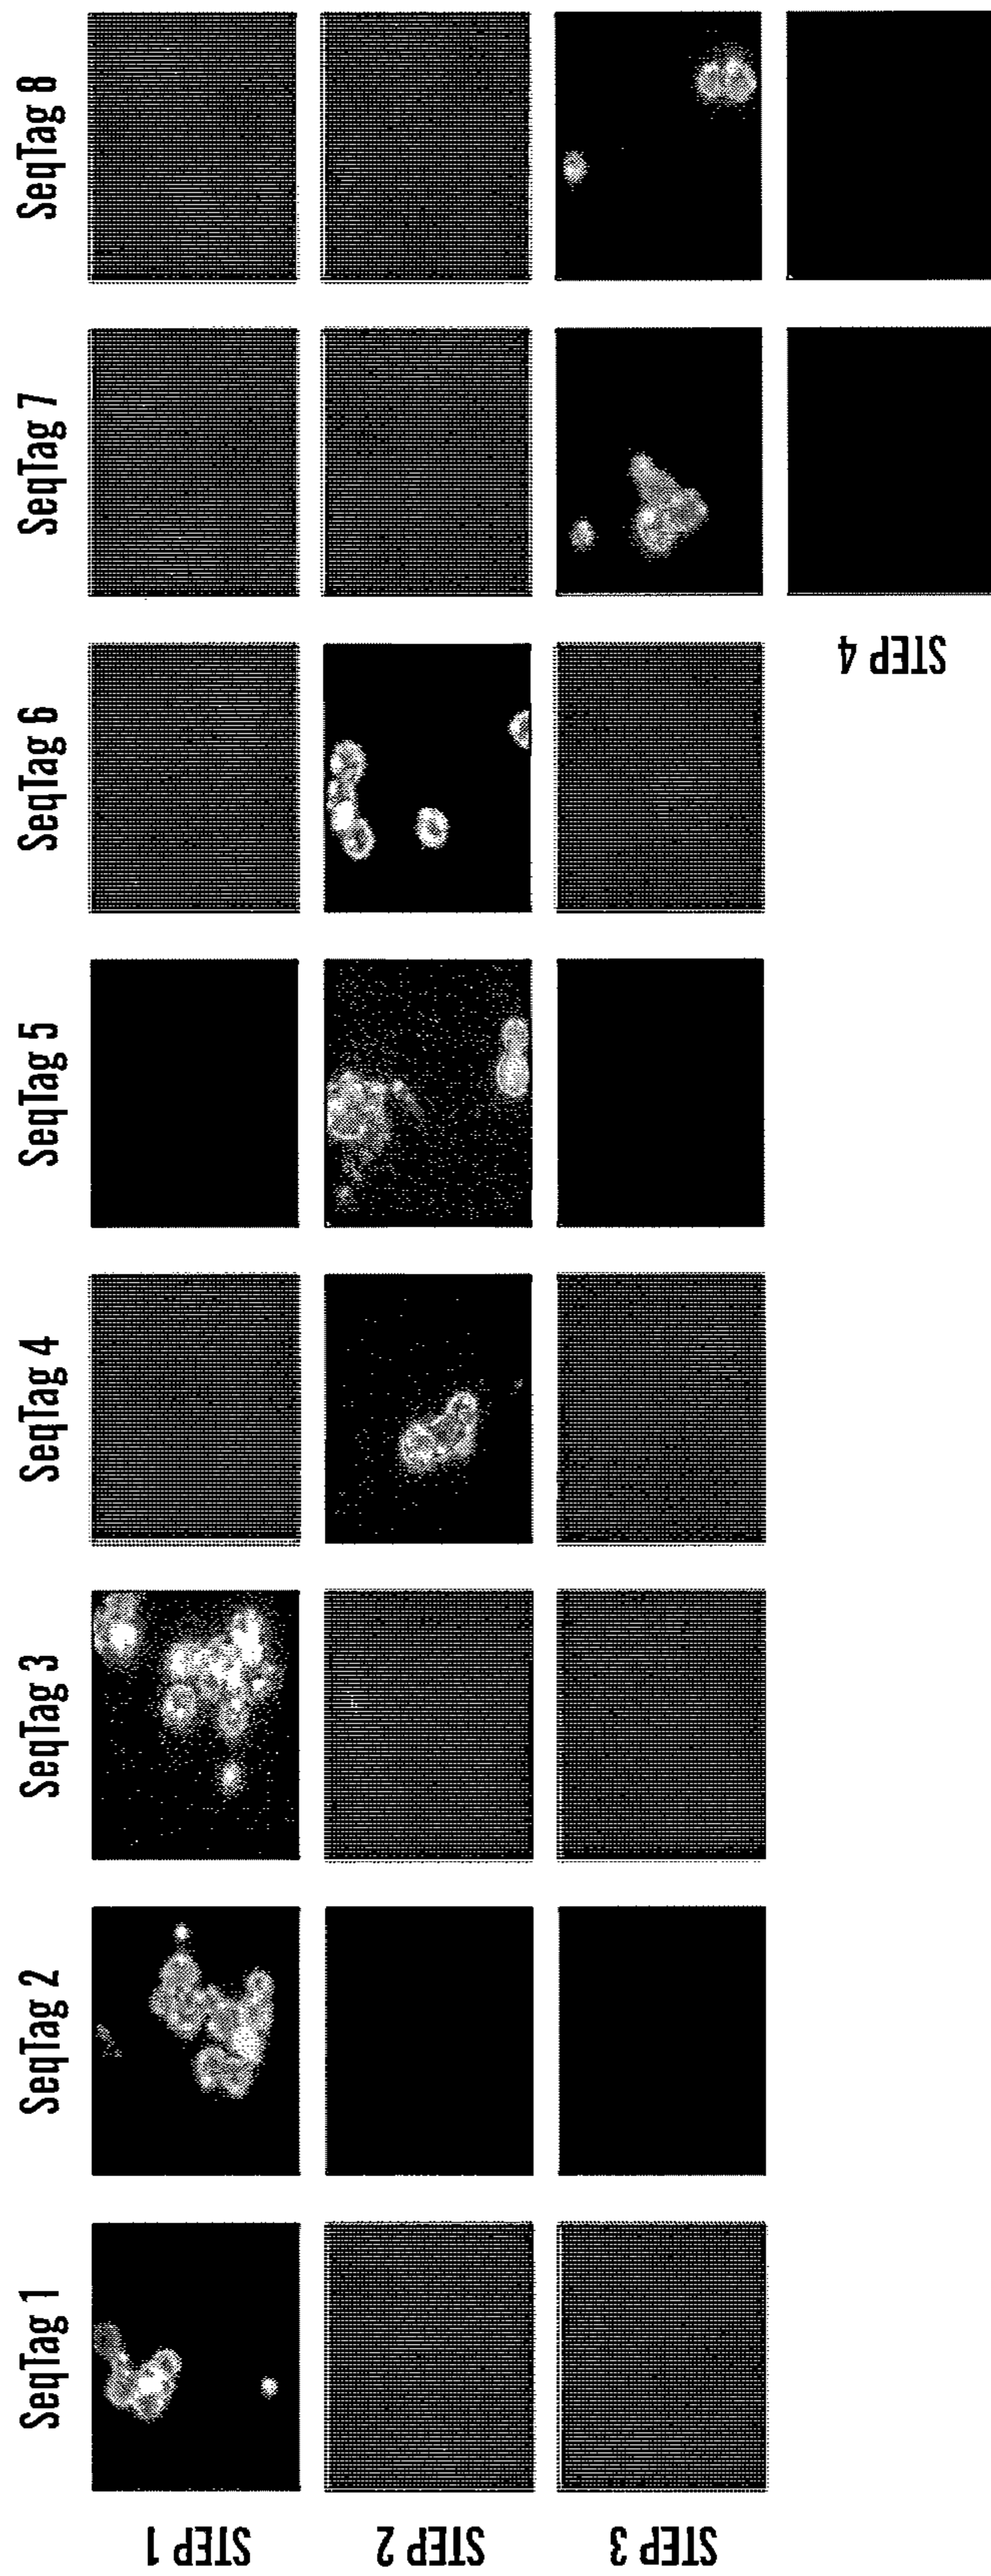 SeqTag 1
SeqTag 2
SeqTag 3
SeqTag 4
SeqTag 5
SeqTag 6
SeqTag 7
SeqTag 8
STEP 1
STEP 2
STEP 3
STEP 4